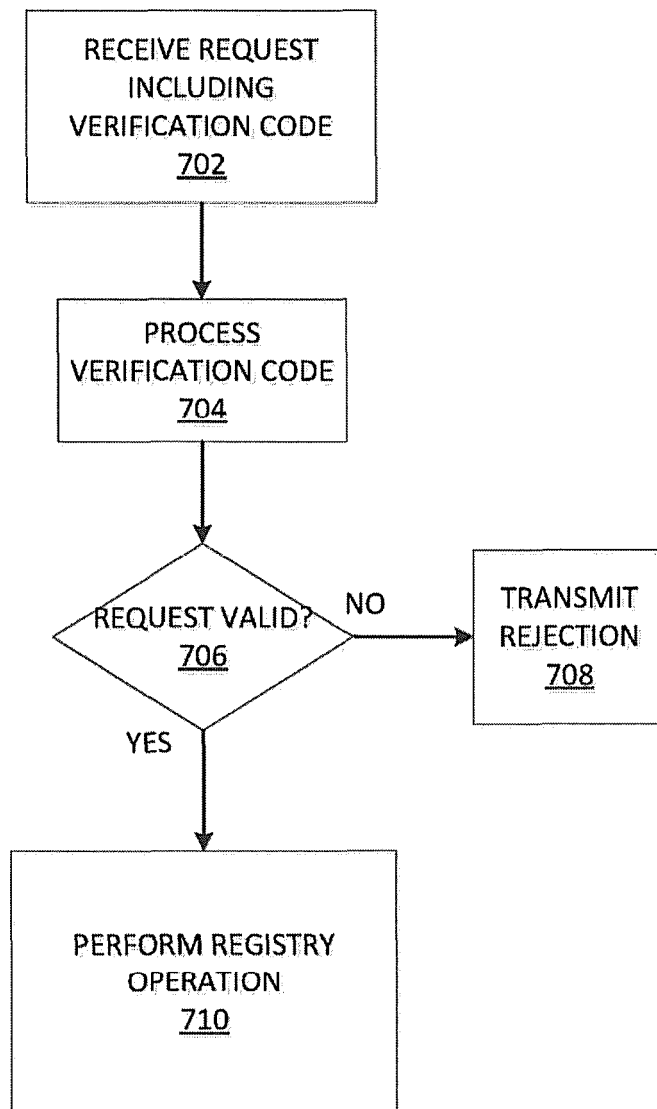 RECEIVE REQUEST
INCLUDING
VERIFICATION CODE
702
PROCESS
VERIFICATION CODE
704
REQUEST VALID?
706
NO
TRANSMIT
REJECTION
708
YES
PERFORM REGISTRY
OPERATION
710